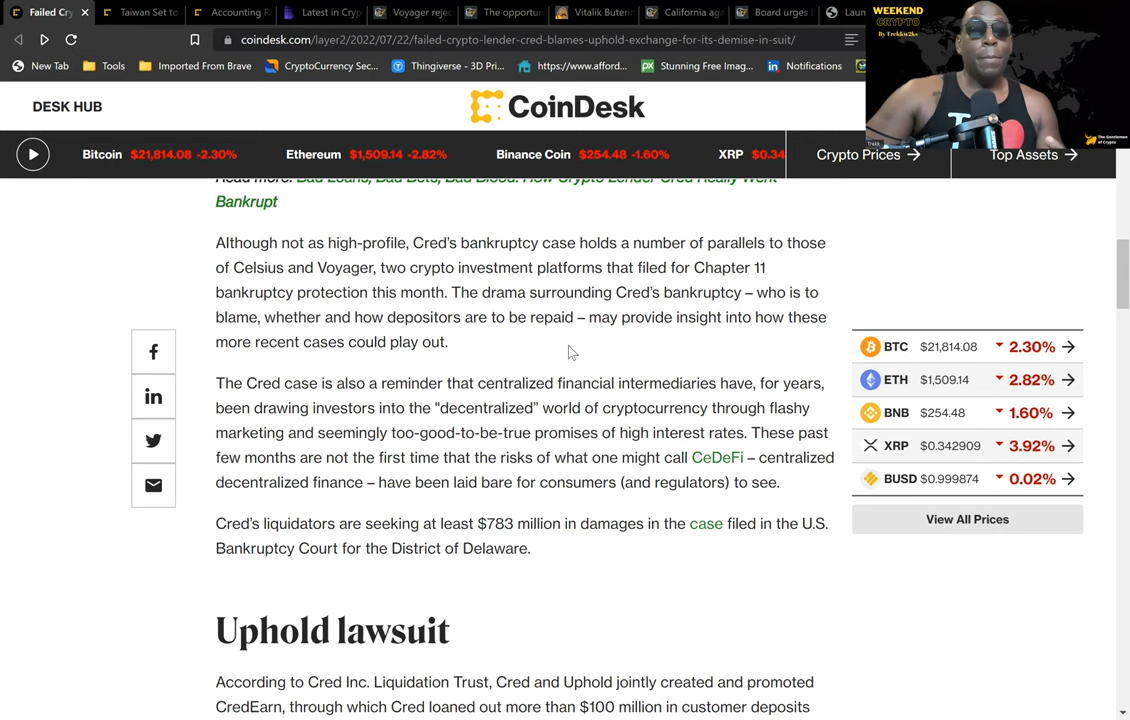 Failed Cry
Taiwan Set to
Accounting R
Latest in Cryp
Voyager rejec
The opportun
Vitalik Buterin
California aga
Board urges B
Laun
coindesk.com/layer2/2022/07/22/failed-crypto-lender-cred-blames-uphold-exchange-for-its-demise-in-suit/
New Tab
Tools
Imported From Brave
CryptoCurrency Sec...
Thingiverse - 3D Pri...
https://www.afford...
Stunning Free Imag...
Notifications
WEEKEND
CRYPTO
By Trekkw2ks
Trekk
The Gentlemen
of Crypto
DESK HUB
CoinDesk
Bitcoin $21,814.08 -2.30%
Ethereum $1,509.14 -2.82%
Binance Coin $254.48 -1.60%
XRP $0.34
Crypto Prices →
Top Assets →
Read more: Bad Loans, Bad Bets, Bad Blood: How Crypto Lender Cred Really Went
Bankrupt
Although not as high-profile, Cred's bankruptcy case holds a number of parallels to those
of Celsius and Voyager, two crypto investment platforms that filed for Chapter 11
bankruptcy protection this month. The drama surrounding Cred's bankruptcy – who is to
blame, whether and how depositors are to be repaid – may provide insight into how these
more recent cases could play out.
The Cred case is also a reminder that centralized financial intermediaries have, for years,
been drawing investors into the "decentralized" world of cryptocurrency through flashy
marketing and seemingly too-good-to-be-true promises of high interest rates. These past
few months are not the first time that the risks of what one might call CeDeFi – centralized
decentralized finance – have been laid bare for consumers (and regulators) to see.
Cred's liquidators are seeking at least $783 million in damages in the case filed in the U.S.
Bankruptcy Court for the District of Delaware.
Uphold lawsuit
According to Cred Inc. Liquidation Trust, Cred and Uphold jointly created and promoted
CredEarn, through which Cred loaned out more than $100 million in customer deposits
BTC $21,814.08 2.30% →
ETH $1,509.14 2.82% →
BNB $254.48 1.60% →
XRP $0.342909 3.92% →
BUSD $0.999874 0.02% →
View All Prices